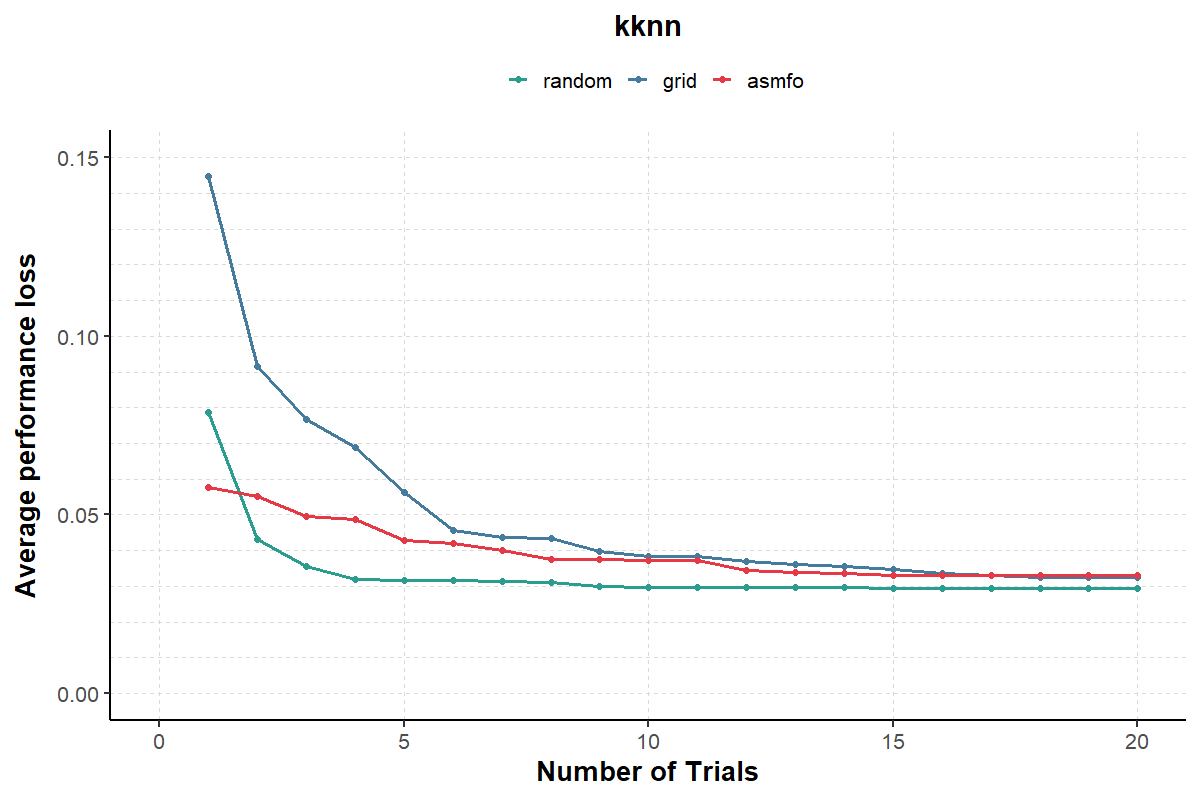 kknn
random grid asmfo
Average performance loss
0.15
0.10
0.05
0.00
0 5 10 15 20
Number of Trials